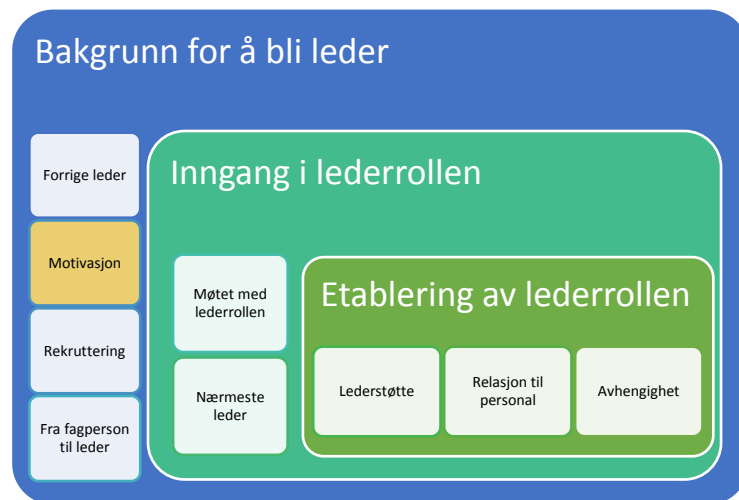 Bakgrunn for å bli leder
Forrige leder
Motivasjon
Rekruttering
Fra fagperson
til leder
Inngang i lederrollen
Møtet med
lederrollen
Nærmeste
leder
Etablering av lederrollen
Lederstøtte
Relasjon til
personal
Avhengighet